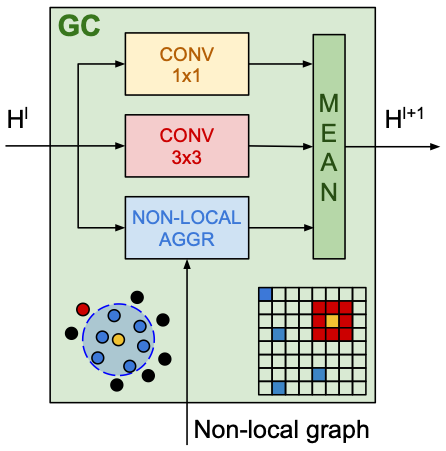 GC
CONV
1x1
H^l
CONV
3x3
MEAN
H^{l+1}
NON-LOCAL
AGGR
Non-local graph